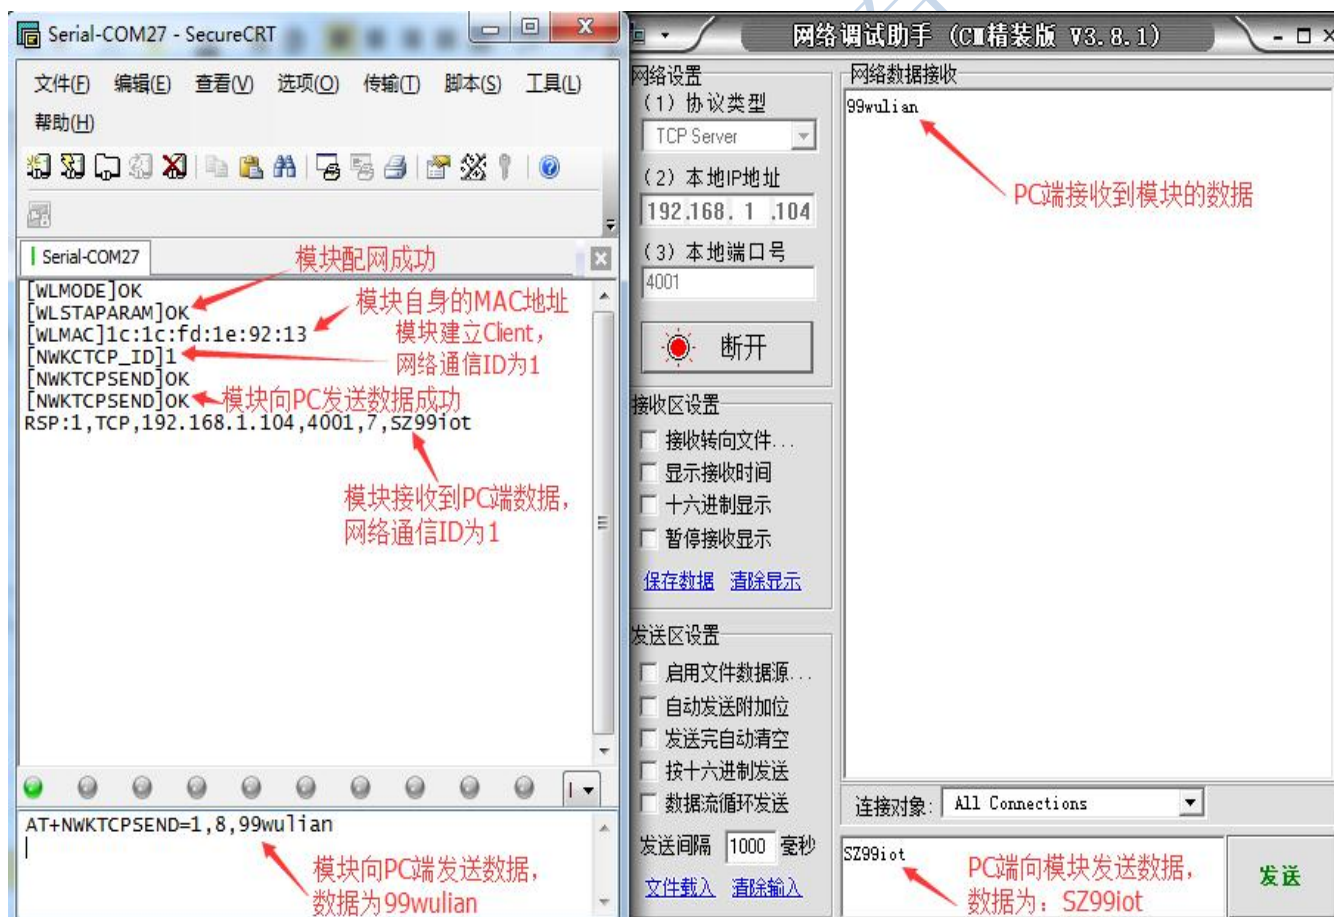 Serial-COM27 - SecureCRT
文件(F) 编辑(E) 查看(V) 选项(O) 传输(T) 脚本(S) 工具(L)
帮助(H)
Serial-COM27
模块配网成功
[WLMODE]OK
[WLSTAPARAM]OK
模块自身的MAC地址
[WLMAC]1c:1c:fd:1e:92:13
模块建立Client，
[NWKCTCP_ID]1
网络通信ID为1
[NWKTCPSEND]OK
[NWKTCPSEND]OK
模块向PC发送数据成功
RSP:1,TCP,192.168.1.104,4001,7,SZ99iot
模块接收到PC端数据，
网络通信ID为1
AT+NWKTCPSEND=1,8,99wulian
模块向PC端发送数据，
数据为99wulian
网络调试助手 (C■精装版 V3.8.1)
网络设置
(1) 协议类型
TCP Server
(2) 本地IP地址
192.168. 1 .104
(3) 本地端口号
4001
断开
接收区设置
接收转向文件...
显示接收时间
十六进制显示
暂停接收显示
保存数据 清除显示
发送区设置
启用文件数据源...
自动发送附加位
发送完自动清空
按十六进制发送
数据流循环发送
发送间隔 1000 毫秒
文件载入 清除输入
网络数据接收
99wulian
PC端接收到模块的数据
连接对象: All Connections
SZ99iot
PC端向模块发送数据，
数据为：SZ99iot
发送